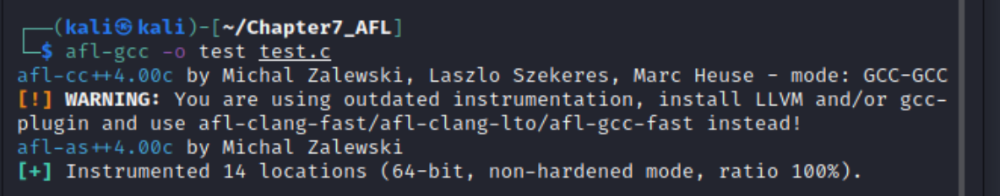 ┌──(kali㉿kali)-[~/Chapter7_AFL]
└─$ afl-gcc -o test test.c
afl-cc++4.00c by Michal Zalewski, Laszlo Szekeres, Marc Heuse - mode: GCC-GCC
[!] WARNING: You are using outdated instrumentation, install LLVM and/or gcc-
plugin and use afl-clang-fast/afl-clang-lto/afl-gcc-fast instead!
afl-as++4.00c by Michal Zalewski
[+] Instrumented 14 locations (64-bit, non-hardened mode, ratio 100%).